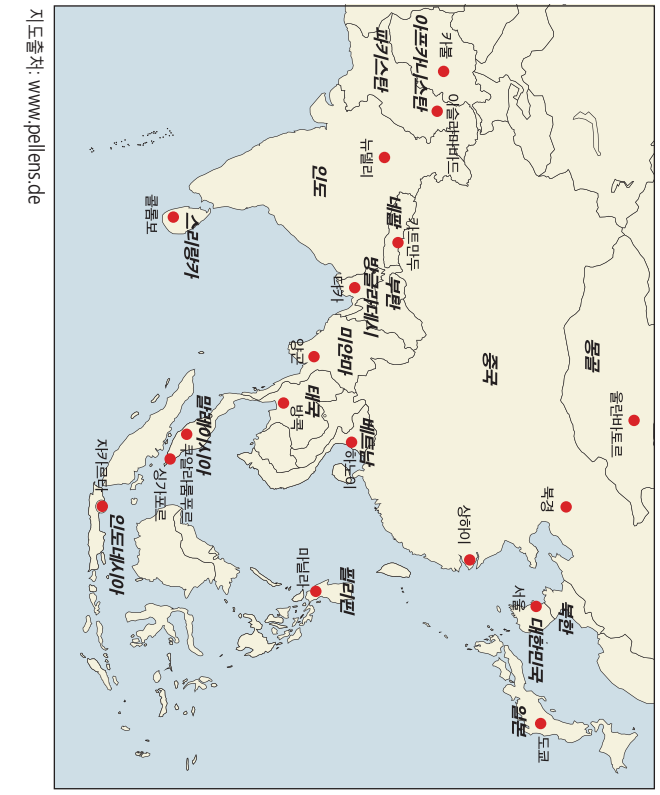 울란바토르
몽골
북한
북경
도쿄
대한민국
서울
일본
중국
상하이
이슬라마바드
카불
아프카니스탄
카트만두
네팔
부탄
파키스탄
방글라데시
뉴델리
베트남
하노이
필리핀
미얀마
다카
인도
태국
마닐라
양곤
방콕
말레이시아
스리랑카
쿠알라룸푸르
싱가포르
콜롬보
인도네시아
자카르타
지도출처: www.pellens.de